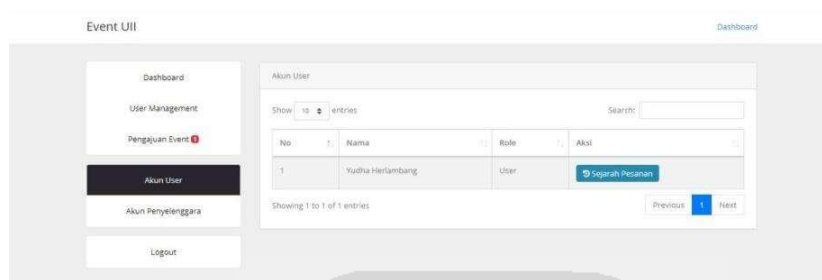 Event UII
Dashboard
Dashboard
User Management
Pengajuan Event 1
Akun User
Akun Penyelenggara
Logout
Akun User
Show 10 entries
Search:
No Nama Role Aksi
1 Yudha Herlambang User Sejarah Pesanan
Showing 1 to 1 of 1 entries
Previous 1 Next